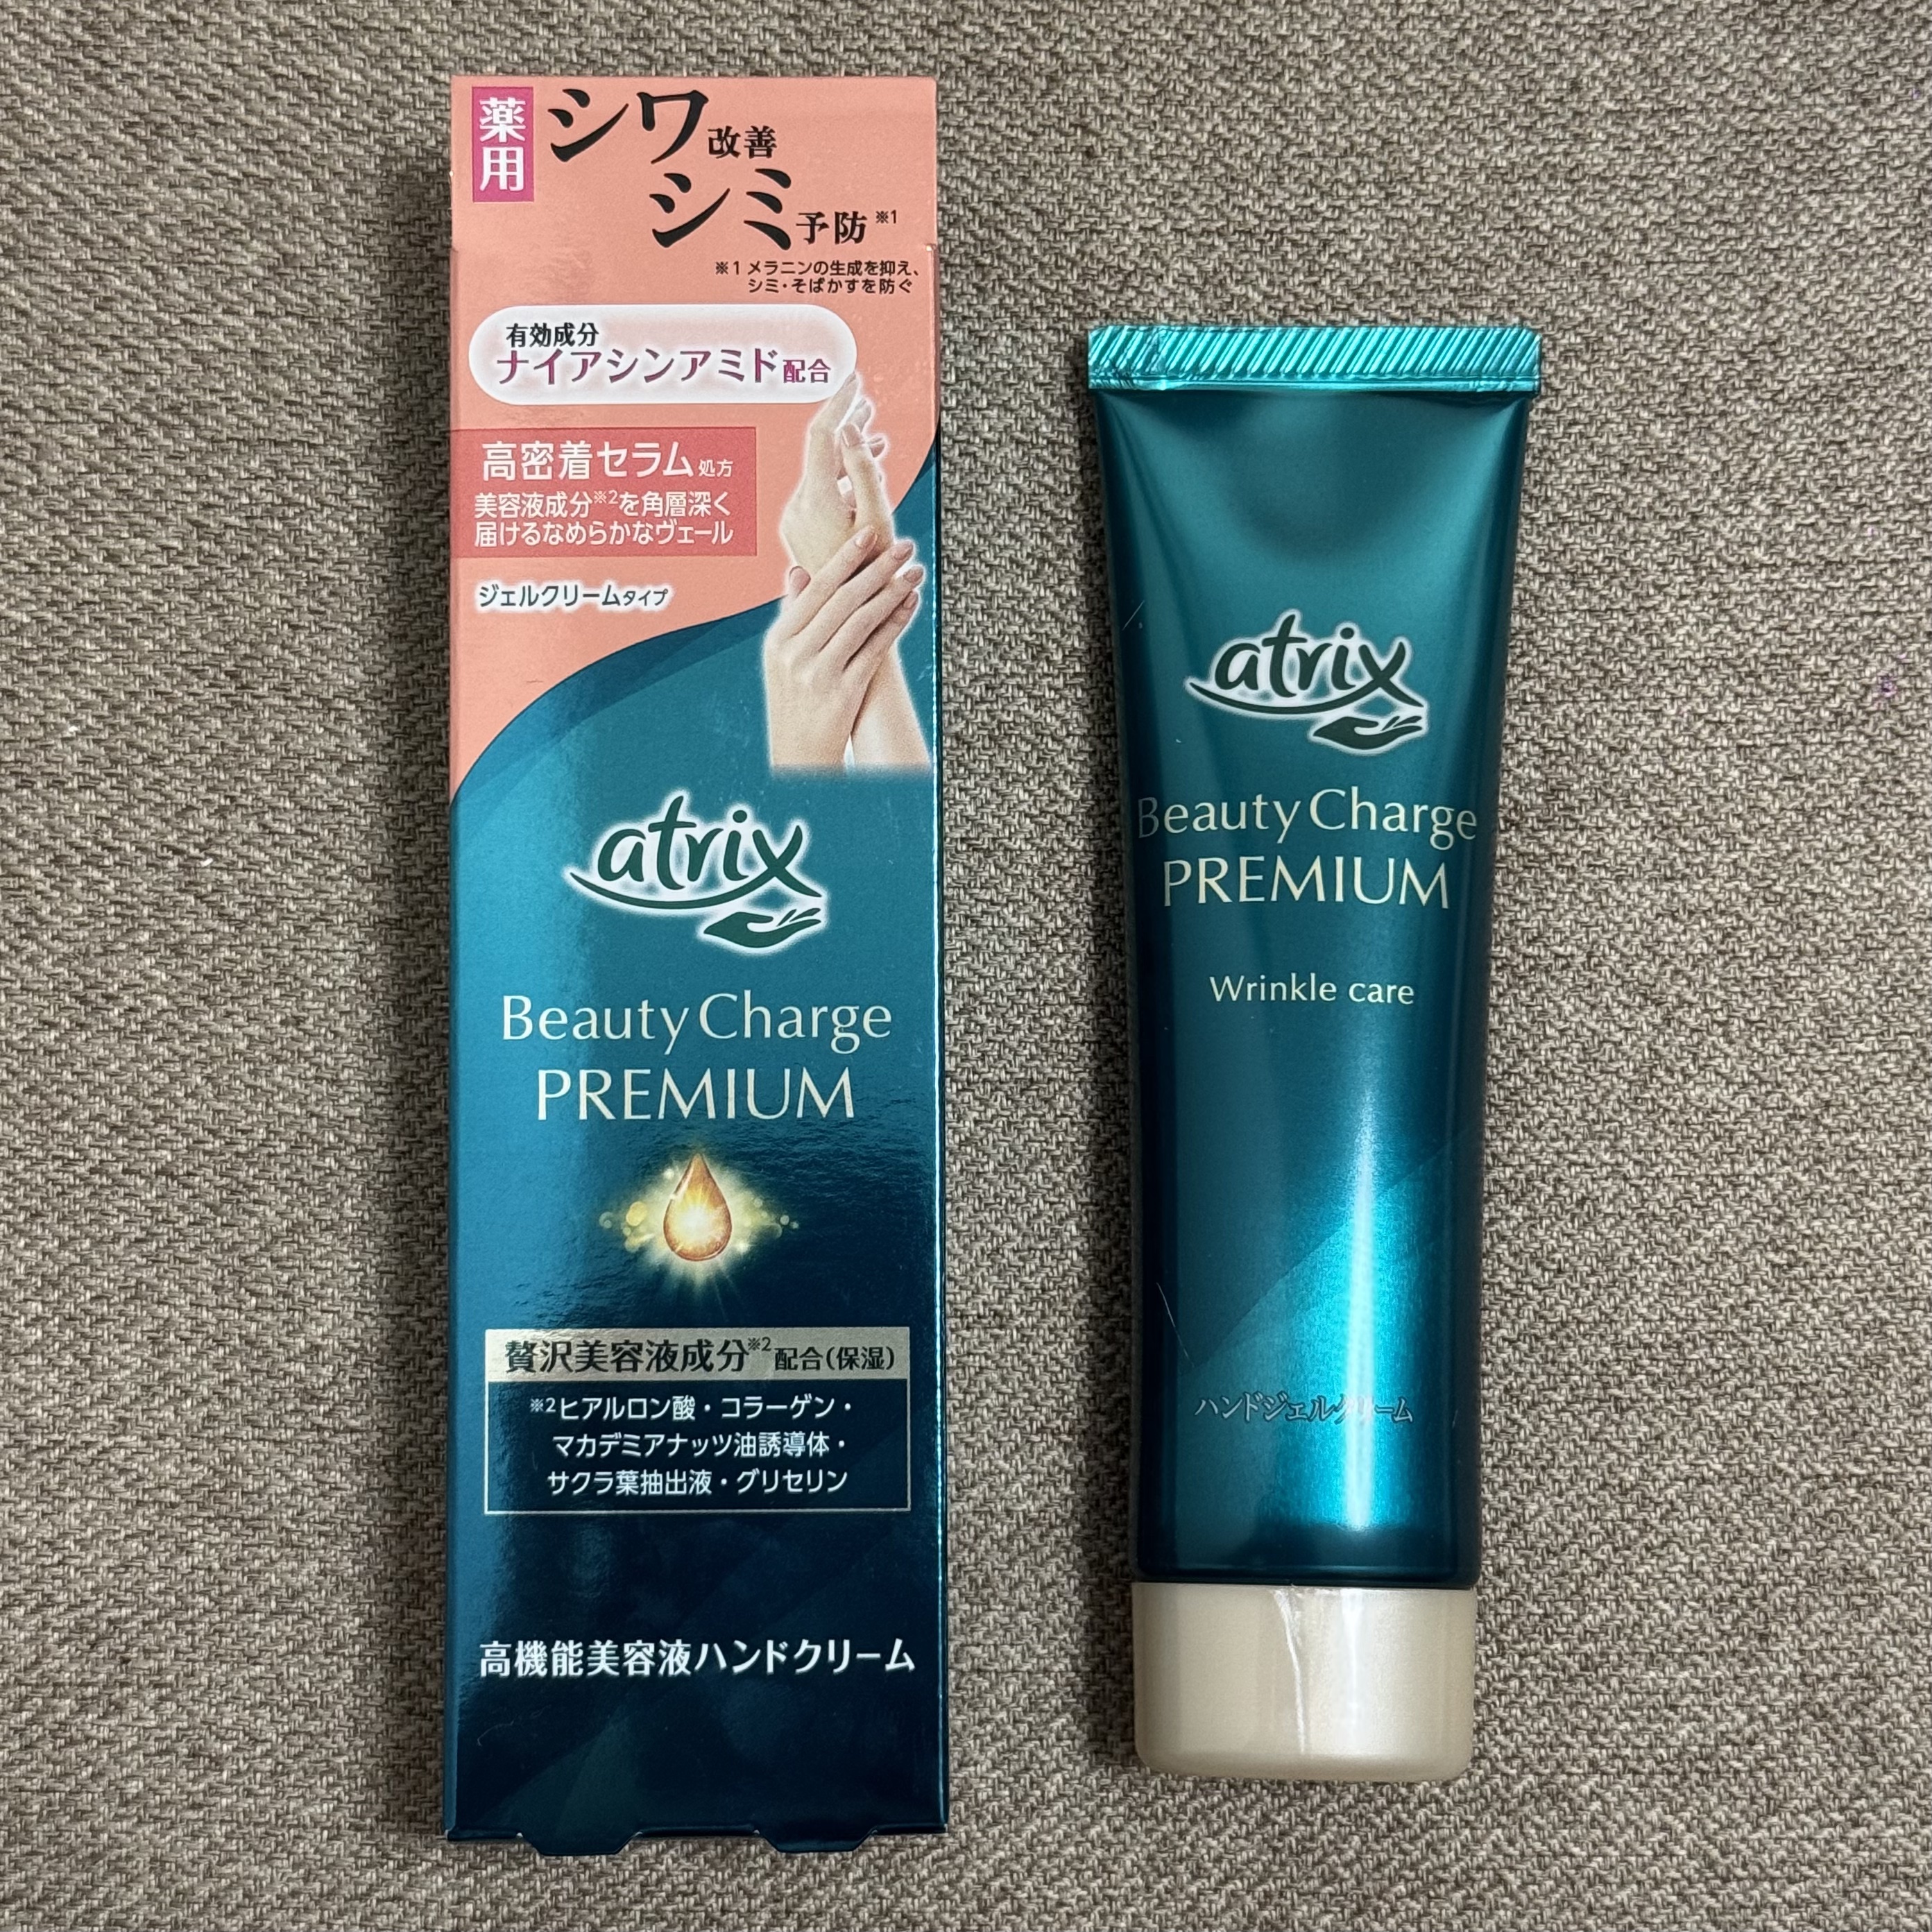 薬用
シワ改善
シミ予防※1
※1 メラニンの生成を抑え、
シミ・そばかすを防ぐ
有効成分
ナイアシンアミド配合
高密着セラム処方
美容液成分※2を角層深く
届けるなめらかなヴェール
ジェルクリームタイプ
atrix
Beauty Charge
PREMIUM
贅沢美容液成分※2配合(保湿)
※2ヒアルロン酸・コラーゲン・
マカデミアナッツ油誘導体・
サクラ葉抽出液・グリセリン
高機能美容液ハンドクリーム
atrix
Beauty Charge
PREMIUM
Wrinkle care
ハンドジェルクリーム